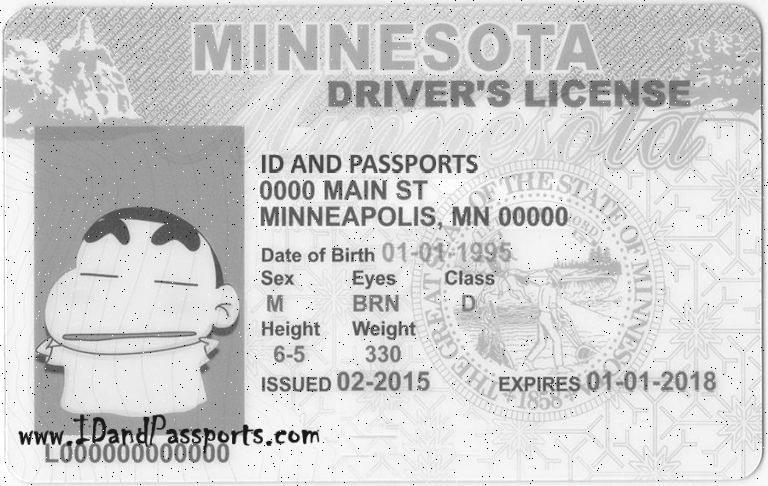 MINNESOTA
DRIVER'S LICENSE
Minnesota
ID AND PASSPORTS
0000 MAIN ST
MINNEAPOLIS, MN 00000
Date of Birth 01-01-1995
Sex Eyes Class
M BRN D
Height Weight
6-5 330
ISSUED 02-2015 EXPIRES 01-01-2018
THE GREAT SEAL OF THE STATE OF MINNESOTA
1858
www.IDandPassports.com
L000000000000